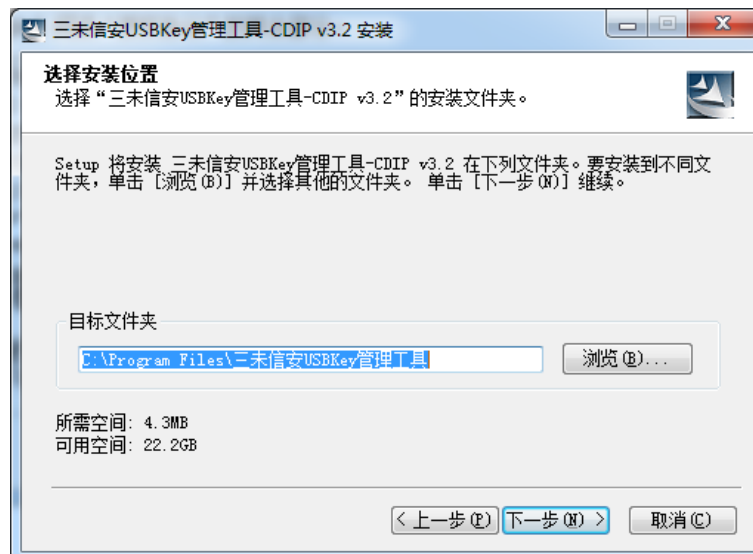 三未信安USBKey管理工具-CDIP v3.2 安装
选择安装位置
选择“三未信安USBKey管理工具-CDIP v3.2”的安装文件夹。
Setup 将安装 三未信安USBKey管理工具-CDIP v3.2 在下列文件夹。要安装到不同文
件夹，单击 [浏览(B)] 并选择其他的文件夹。 单击 [下一步(N)] 继续。
目标文件夹
C:\Program Files\三未信安USBKey管理工具
浏览(B)...
所需空间: 4.3MB
可用空间: 22.2GB
< 上一步(P)
下一步(N) >
取消(C)